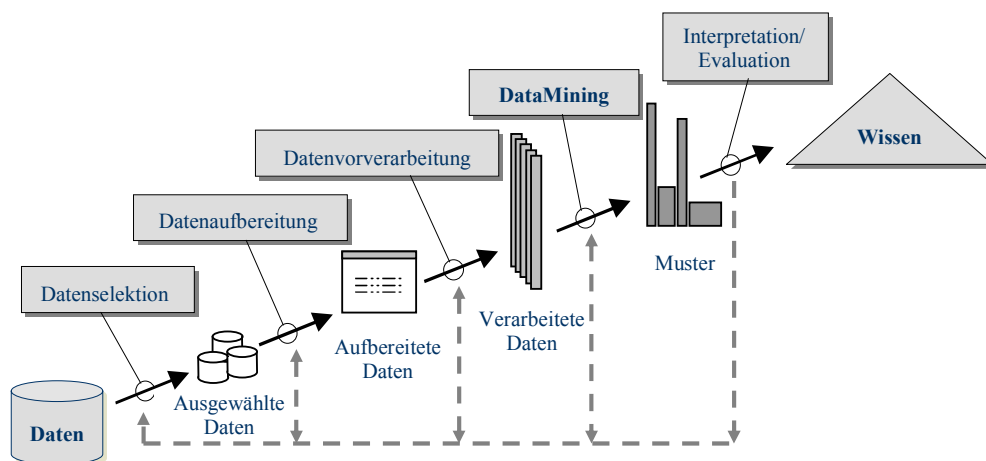 Interpretation/
Evaluation
DataMining
Wissen
Datenvorverarbeitung
Datenaufbereitung
Muster
Datenselektion
Verarbeitete
Daten
Aufbereitete
Daten
Ausgewählte
Daten
Daten